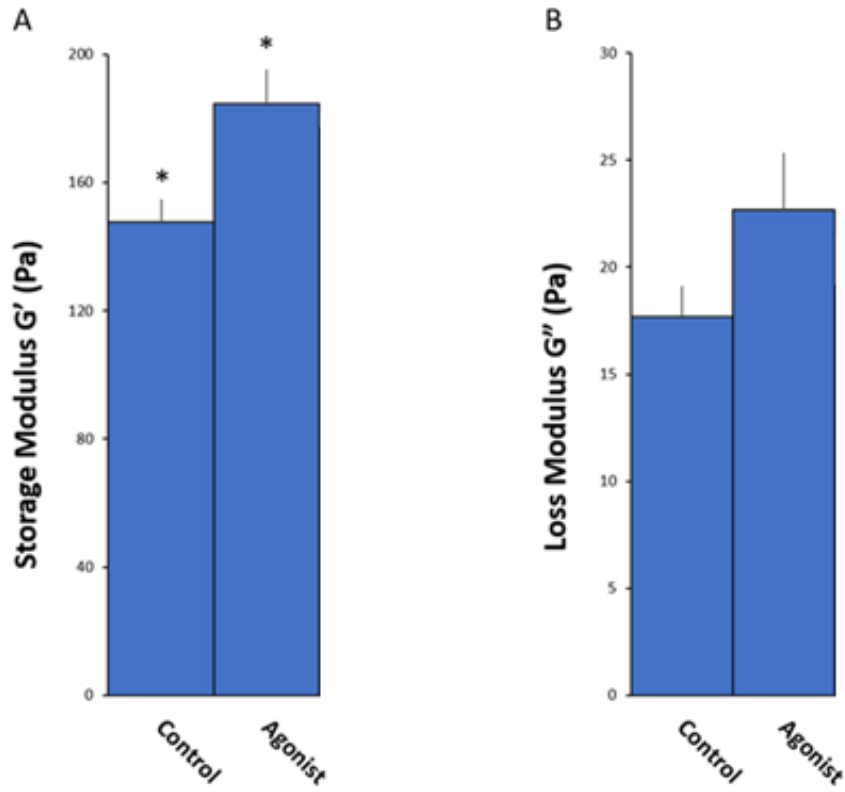 A
Storage Modulus G’ (Pa)
200
160
120
80
40
0
*
*
Control
Agonist
B
Loss Modulus G” (Pa)
30
25
20
15
10
5
0
Control
Agonist